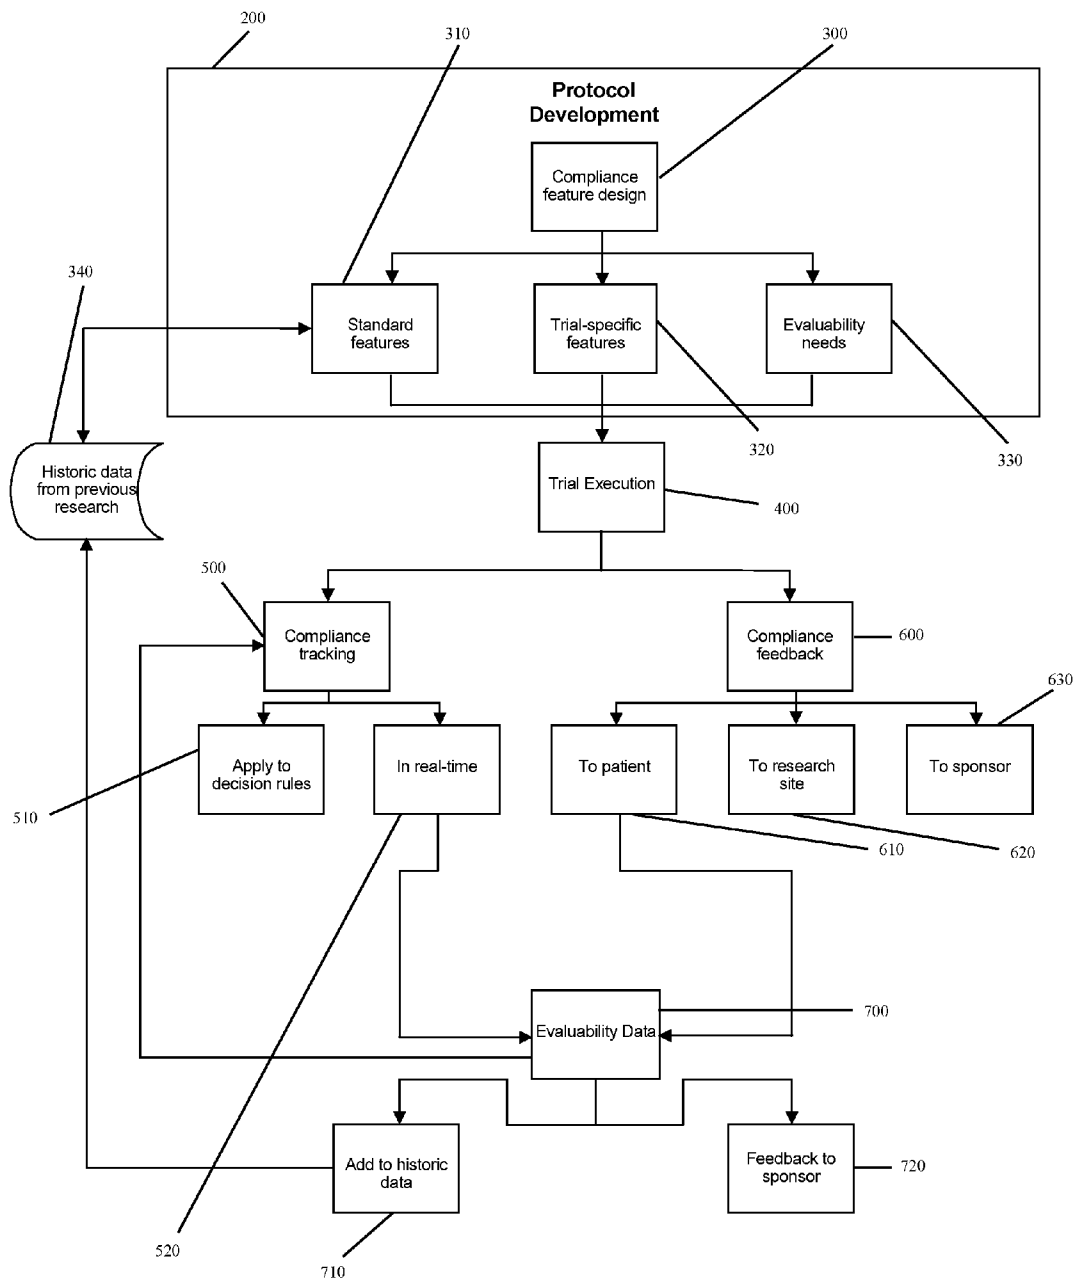 200
310
300
Protocol
Development
Compliance
feature design
340
Standard
features
Trial-specific
features
Evaluability
needs
320
330
Historic data
from previous
research
Trial Execution
400
500
Compliance
tracking
Compliance
feedback
600
630
Apply to
decision rules
In real-time
To patient
To research
site
To sponsor
510
610
620
Evaluability Data
700
Add to historic
data
Feedback to
sponsor
720
520
710